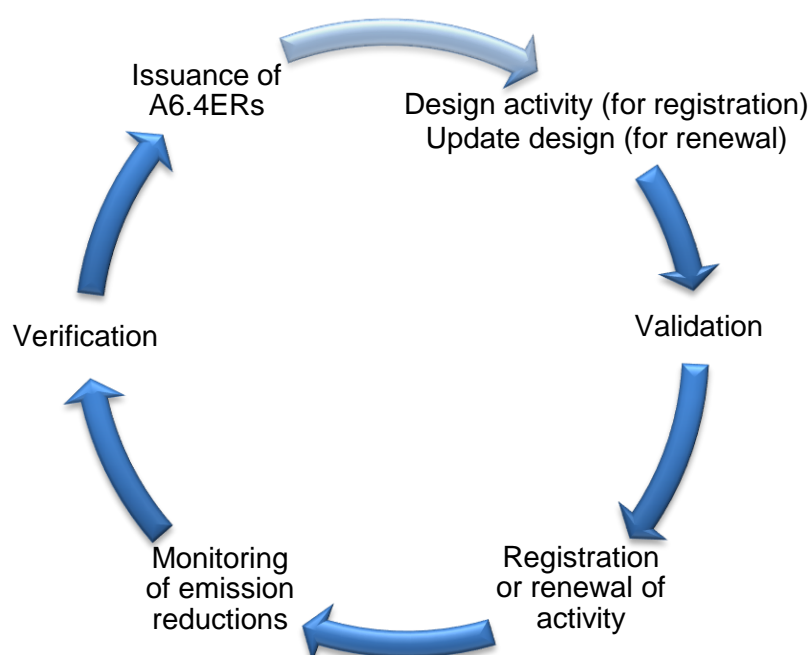 Issuance of
A6.4ERs
Design activity (for registration)
Update design (for renewal)
Validation
Registration
or renewal of
activity
Monitoring
of emission
reductions
Verification